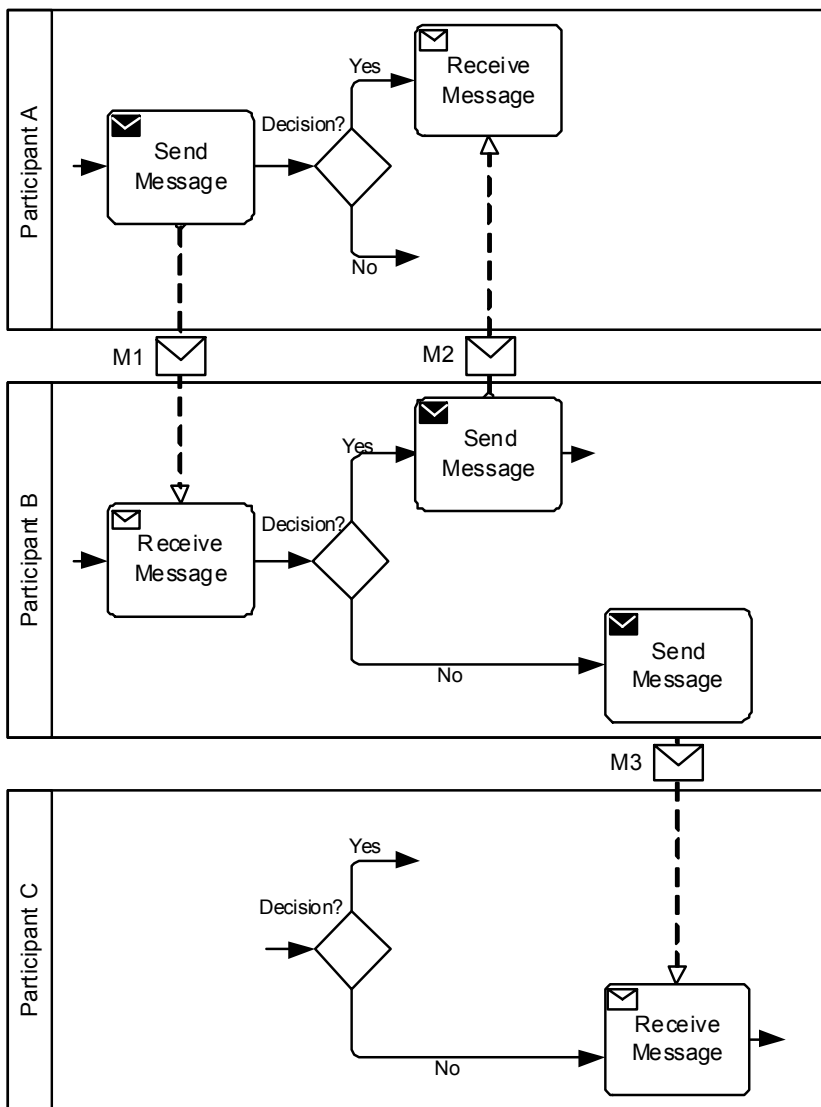 Participant A
Send
Message
Decision?
Yes
No
Receive
Message
M1
M2
Participant B
Receive
Message
Decision?
Yes
No
Send
Message
Send
Message
M3
Participant C
Decision?
Yes
No
Receive
Message